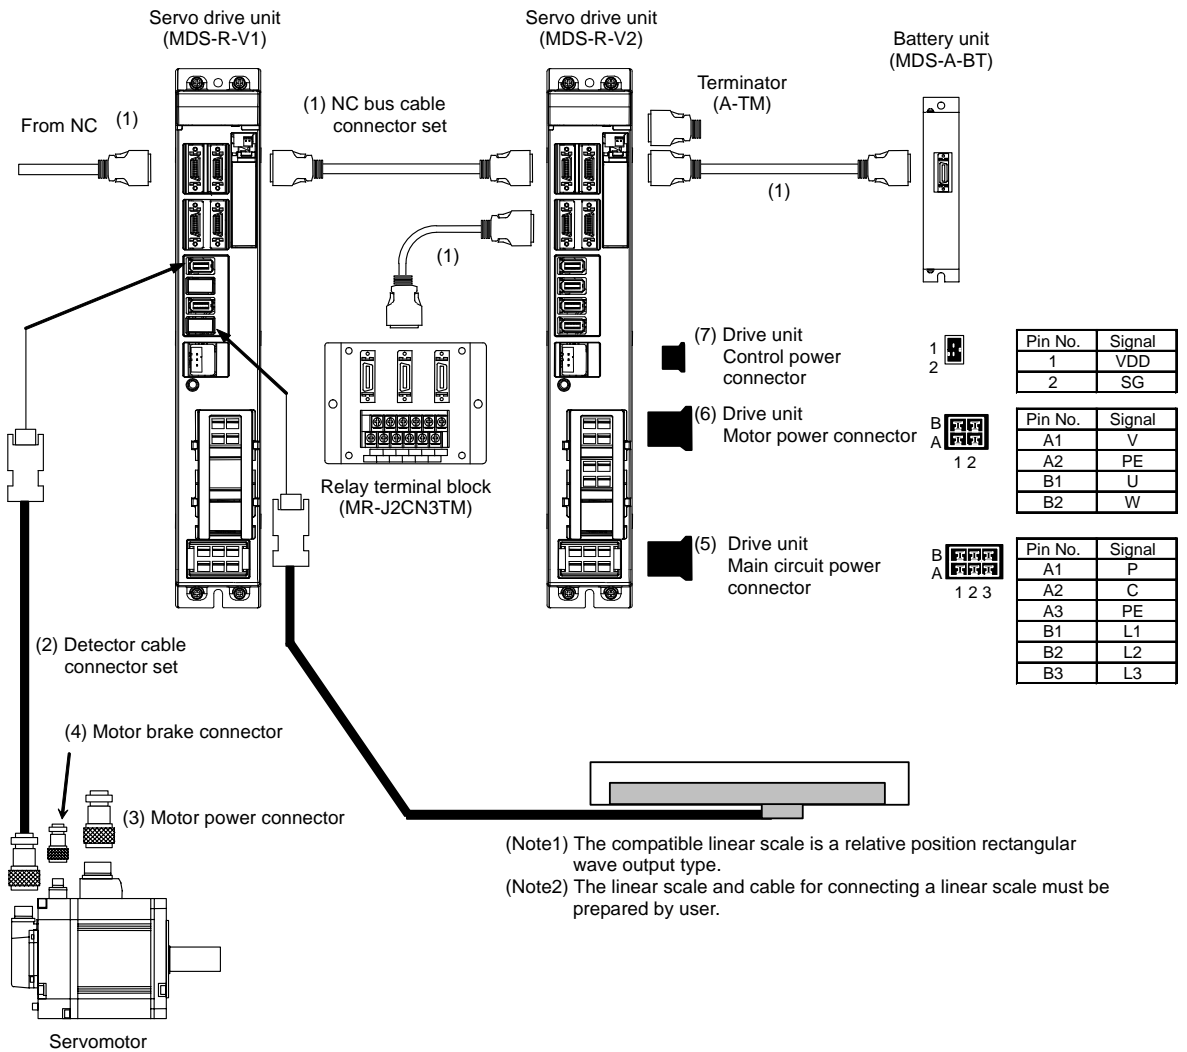 Servo drive unit
(MDS-R-V1)
Servo drive unit
(MDS-R-V2)
Battery unit
(MDS-A-BT)
Terminator
(A-TM)
From NC
(1)
(1) NC bus cable
connector set
(1)
(1)
Relay terminal block
(MR-J2CN3TM)
(7) Drive unit
Control power
connector
1
2
Pin No. Signal
1 VDD
2 SG
(6) Drive unit
Motor power connector
B
A
1 2
Pin No. Signal
A1 V
A2 PE
B1 U
B2 W
(5) Drive unit
Main circuit power
connector
B
A
1 2 3
Pin No. Signal
A1 P
A2 C
A3 PE
B1 L1
B2 L2
B3 L3
(2) Detector cable
connector set
(4) Motor brake connector
(3) Motor power connector
Servomotor
(Note1) The compatible linear scale is a relative position rectangular
wave output type.
(Note2) The linear scale and cable for connecting a linear scale must be
prepared by user.